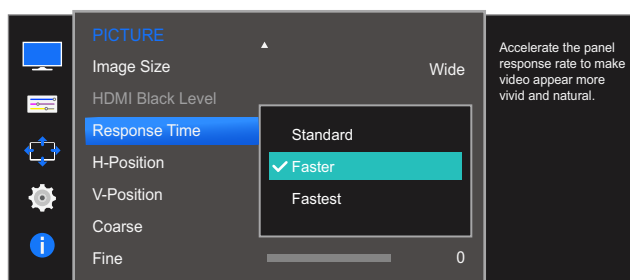 PICTURE
Image Size Wide
HDMI Black Level
Response Time
Standard
Faster
Fastest
H-Position
V-Position
Coarse
Fine 0
Accelerate the panel
response rate to make
video appear more
vivid and natural.